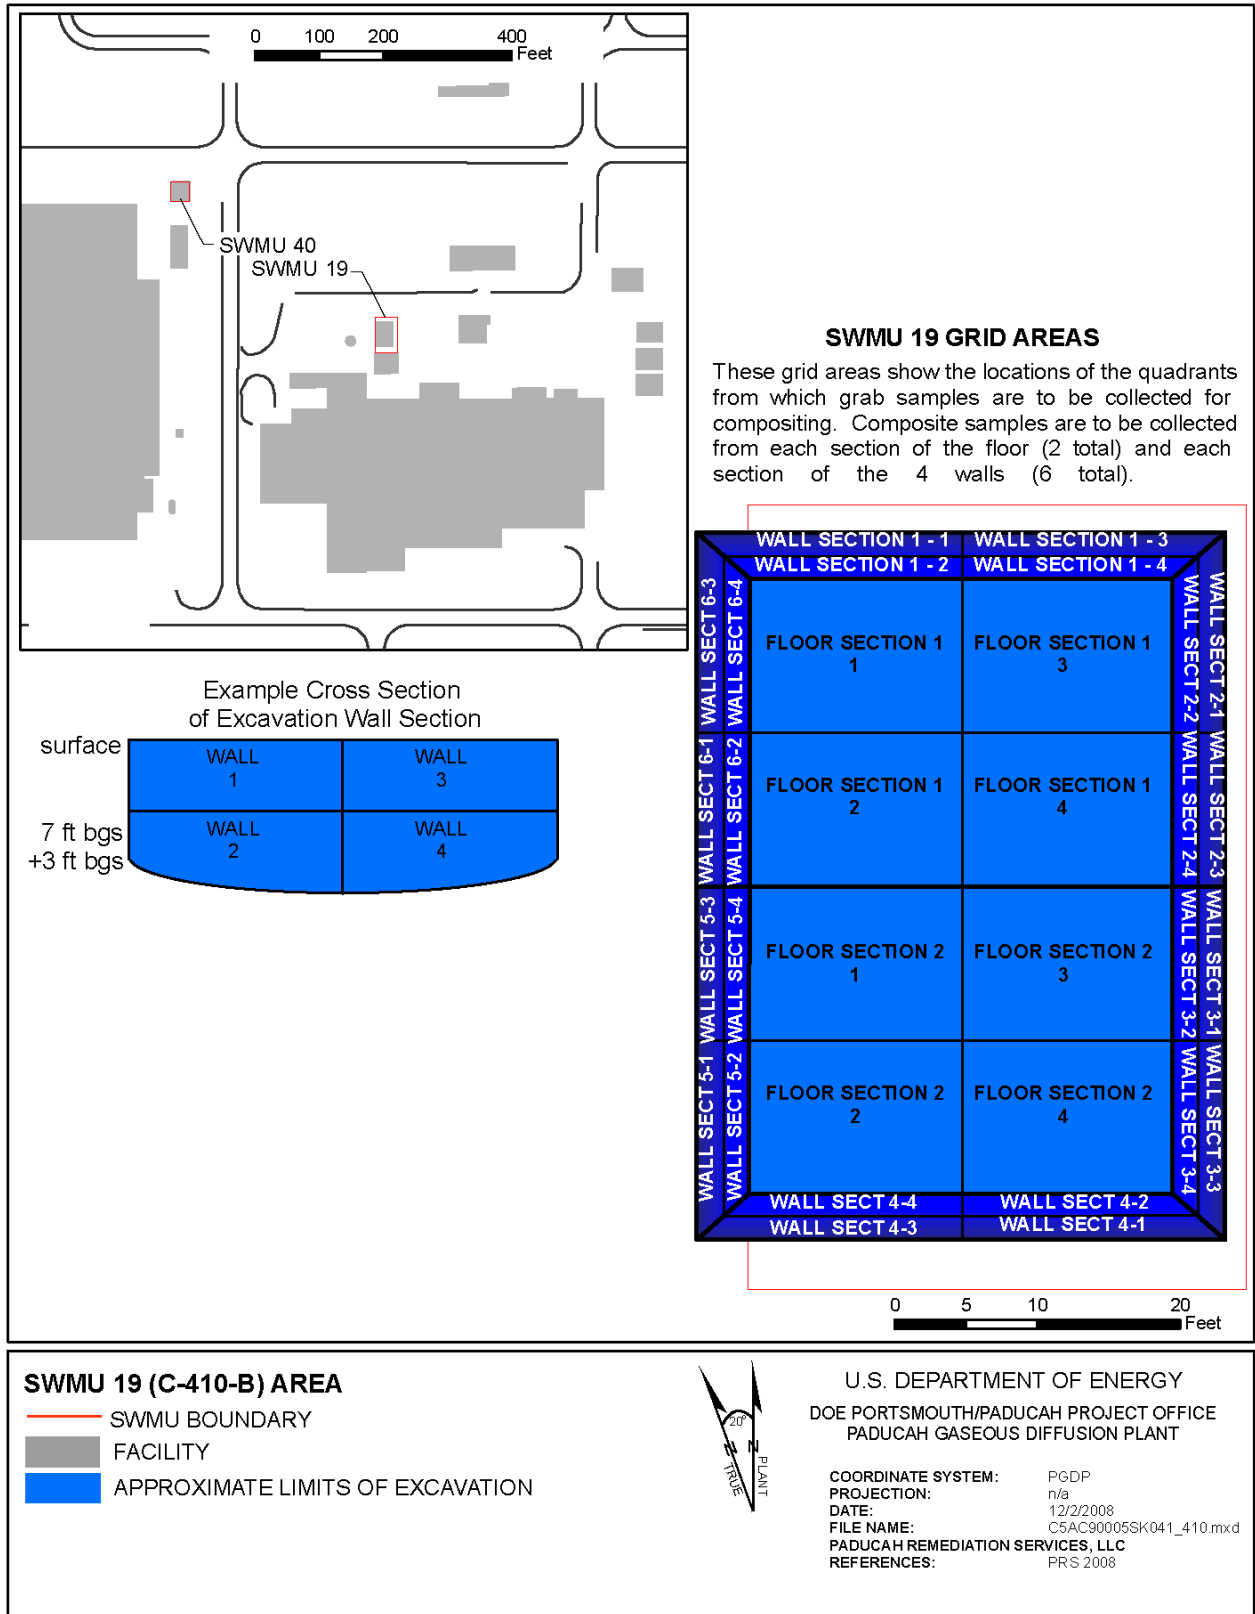 0 100 200 400
Feet
SWMU 40
SWMU 19
SWMU 19 GRID AREAS
These grid areas show the locations of the quadrants
from which grab samples are to be collected for
compositing. Composite samples are to be collected
from each section of the floor (2 total) and each
section of the 4 walls (6 total).
Example Cross Section
of Excavation Wall Section
surface
7 ft bgs
+3 ft bgs
WALL
1
WALL
3
WALL
2
WALL
4
WALL SECTION 1 - 1
WALL SECTION 1 - 3
WALL SECTION 1 - 2
WALL SECTION 1 - 4
WALL SECT 6-3
WALL SECT 6-4
WALL SECT 6-1
WALL SECT 6-2
WALL SECT 5-3
WALL SECT 5-4
WALL SECT 5-1
WALL SECT 5-2
FLOOR SECTION 1
1
FLOOR SECTION 1
3
FLOOR SECTION 1
2
FLOOR SECTION 1
4
FLOOR SECTION 2
1
FLOOR SECTION 2
3
FLOOR SECTION 2
2
FLOOR SECTION 2
4
WALL SECT 2-2
WALL SECT 2-1
WALL SECT 2-4
WALL SECT 2-3
WALL SECT 3-2
WALL SECT 3-1
WALL SECT 3-4
WALL SECT 3-3
WALL SECT 4-4
WALL SECT 4-2
WALL SECT 4-3
WALL SECT 4-1
0 5 10 20
Feet
SWMU 19 (C-410-B) AREA
SWMU BOUNDARY
FACILITY
APPROXIMATE LIMITS OF EXCAVATION
20°
N N
TRUE
PLANT
U.S. DEPARTMENT OF ENERGY
DOE PORTSMOUTH/PADUCAH PROJECT OFFICE
PADUCAH GASEOUS DIFFUSION PLANT
COORDINATE SYSTEM: PGDP
PROJECTION: n/a
DATE: 12/2/2008
FILE NAME: C5AC90005SK041_410.mxd
PADUCAH REMEDIATION SERVICES, LLC
REFERENCES: PRS 2008